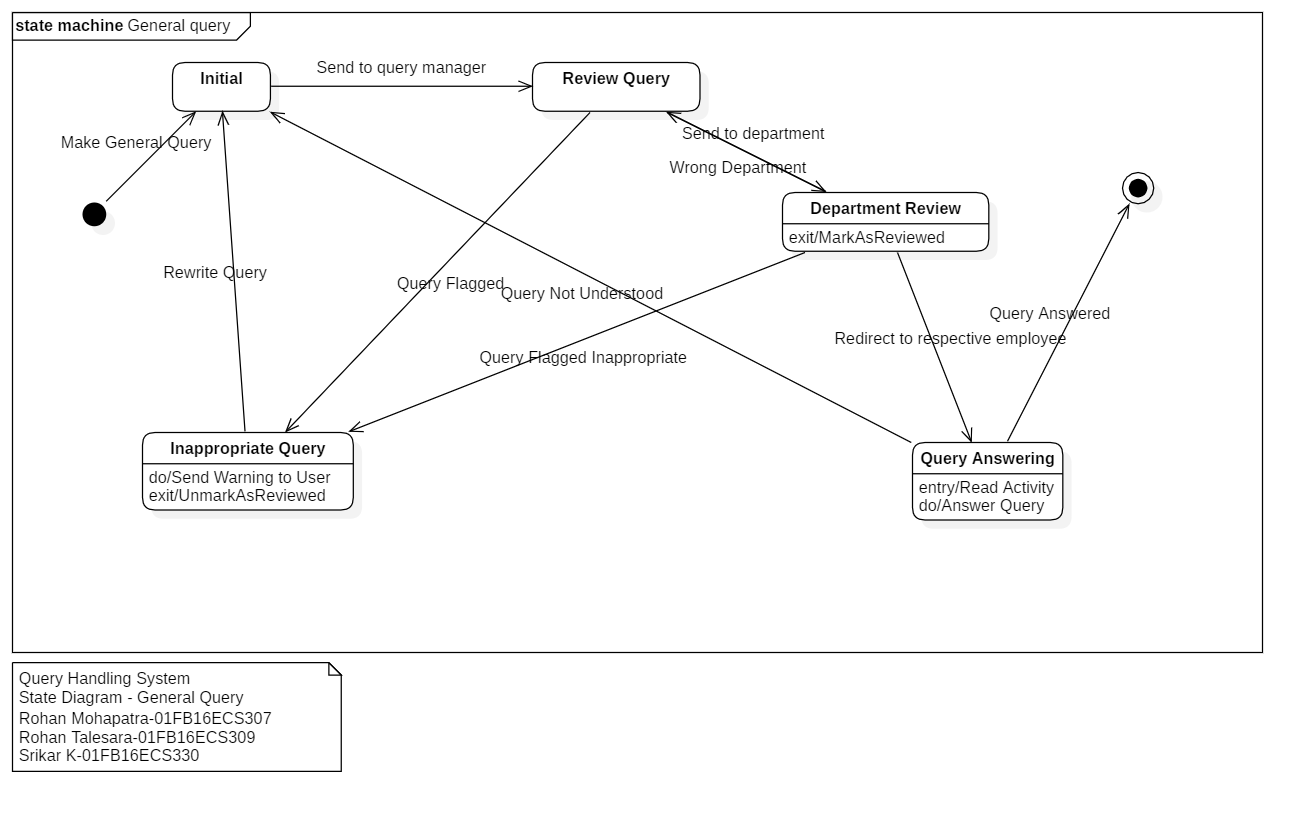 state machine General query
Initial
Send to query manager
Review Query
Make General Query
Send to department
Wrong Department
Department Review
exit/MarkAsReviewed
Rewrite Query
Query Flagged
Query Not Understood
Query Answered
Redirect to respective employee
Query Flagged Inappropriate
Inappropriate Query
do/Send Warning to User
exit/UnmarkAsReviewed
Query Answering
entry/Read Activity
do/Answer Query
Query Handling System
State Diagram - General Query
Rohan Mohapatra-01FB16ECS307
Rohan Talesara-01FB16ECS309
Srikar K-01FB16ECS330